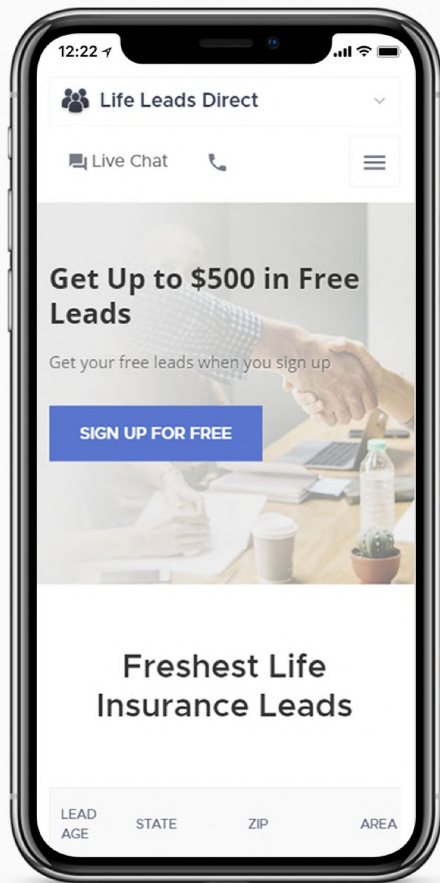 12:22
Life Leads Direct
Live Chat
Get Up to $500 in Free
Leads
Get your free leads when you sign up
SIGN UP FOR FREE
Freshest Life
Insurance Leads
LEAD AGE STATE ZIP AREA